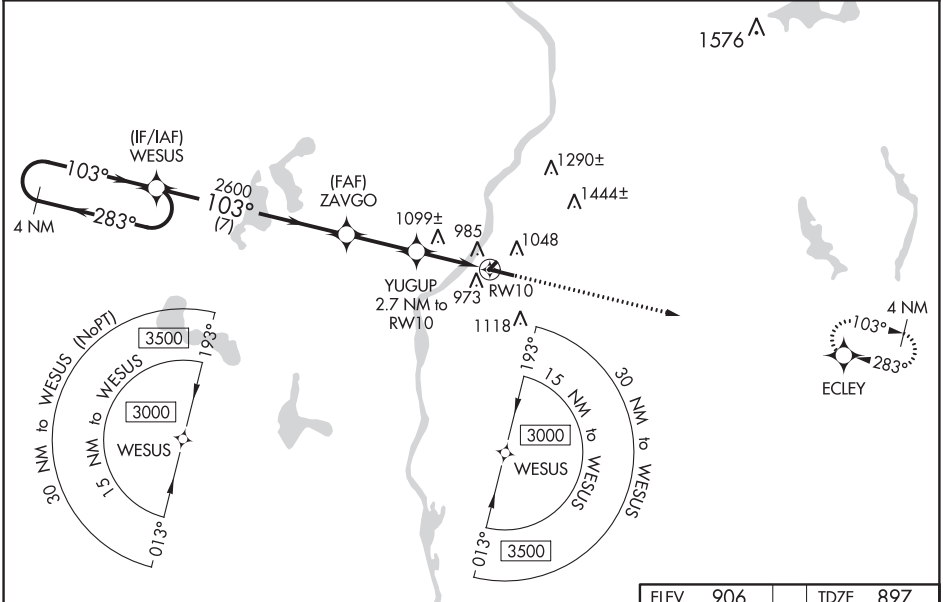 1576
(IF/IAF)
WESUS
103°
283°
4 NM
2600
103°
(7)
(FAF)
ZAVGO
1099±
985
1290±
1444±
1048
YUGUP
2.7 NM to
RW10
973
RW10
1118
4 NM
103°
283°
ECLEY
30 NM to WESUS (NoPT)
3500
193°
15 NM to WESUS
3000
WESUS
013°
193°
15 NM to WESUS
30 NM to WESUS
3000
WESUS
013°
3500
ELEV 906
TDZE 897